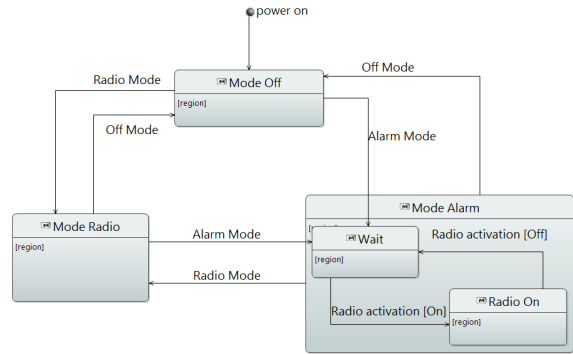 power on
Radio Mode
Mode Off
Off Mode
[region]
Off Mode
Alarm Mode
Mode Alarm
Mode Radio
[region]
Alarm Mode
Wait
Radio activation [Off]
[region]
Radio Mode
Radio activation [On]
Radio On
[region]